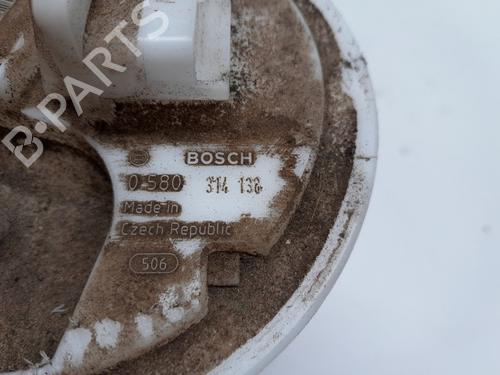 BOSCH
0 580 314 138
Made in
Czech Republic
506
B-PARTS